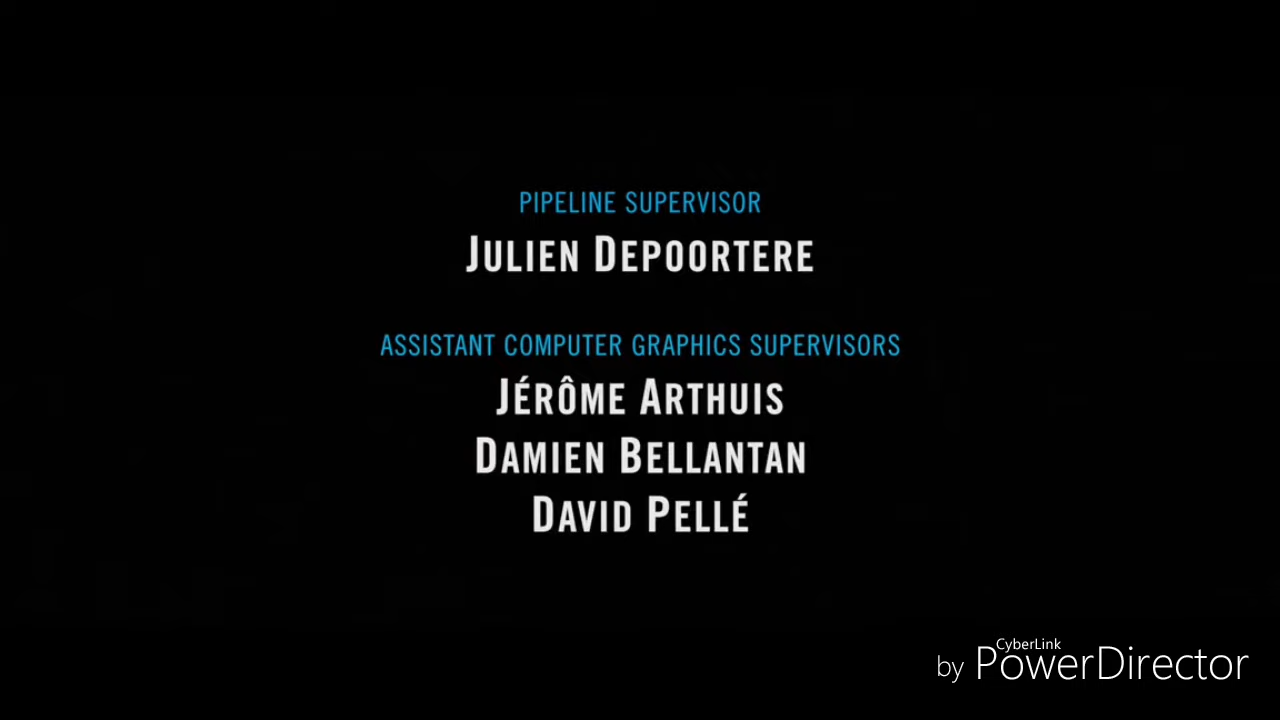 PIPELINE SUPERVISOR
JULIEN DEPOORTERE
ASSISTANT COMPUTER GRAPHICS SUPERVISORS
JÉRÔME ARTHUIS
DAMIEN BELLANTAN
DAVID PELLÉ
CyberLink
by PowerDirector